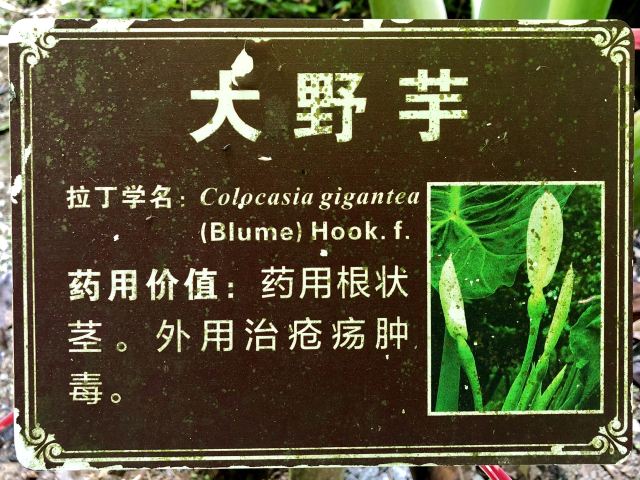 大野芋
拉丁学名：Colocasia gigantea
(Blume) Hook. f.
药用价值：药用根状
茎。外用治疮疡肿
毒。